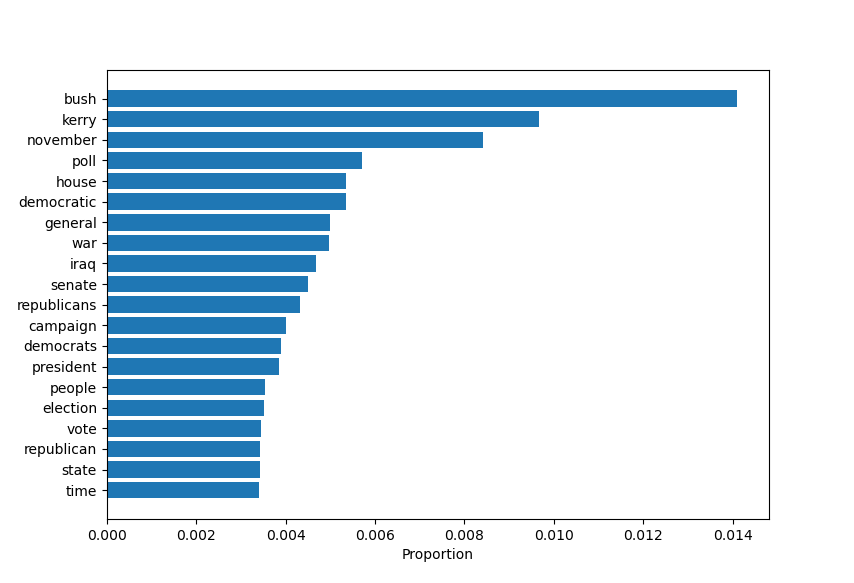 bush
kerry
november
poll
house
democratic
general
war
iraq
senate
republicans
campaign
democrats
president
people
election
vote
republican
state
time
0.000 0.002 0.004 0.006 0.008 0.010 0.012 0.014
Proportion